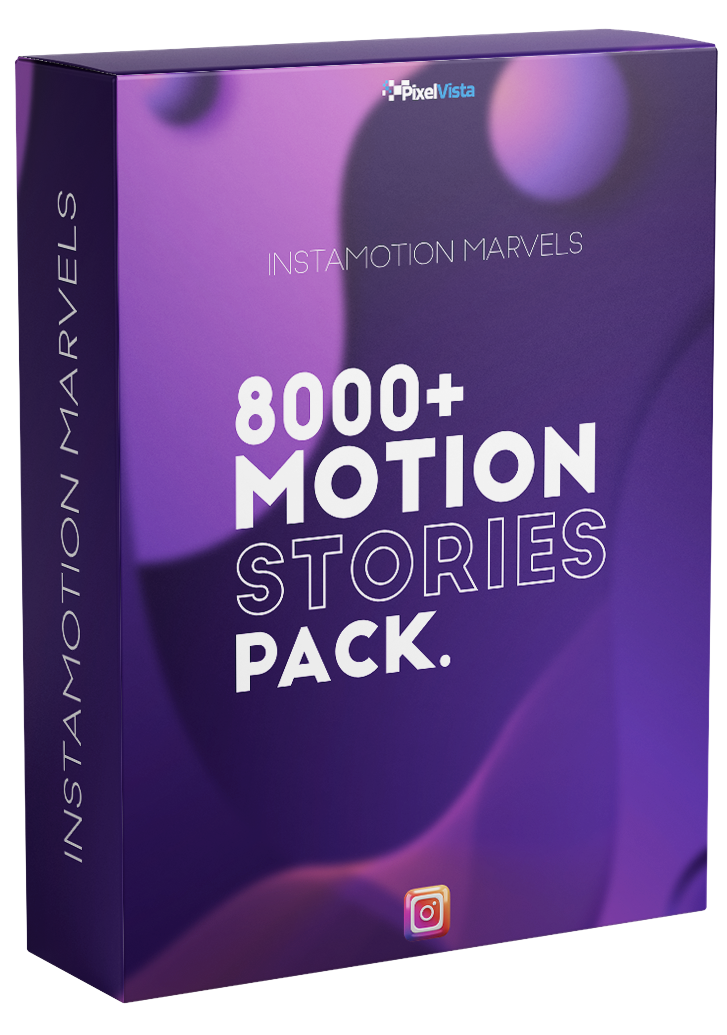 PixelVista
INSTAMOTION MARVELS
8000+
MOTION
STORIES
PACK.
INSTAMOTION MARVELS